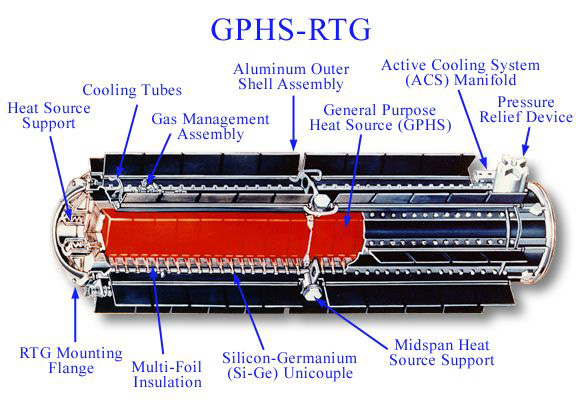 GPHS-RTG
Active Cooling System
(ACS) Manifold
Aluminum Outer
Shell Assembly
Cooling Tubes
Pressure
Relief Device
Heat Source
Support
Gas Management
Assembly
General Purpose
Heat Source (GPHS)
RTG Mounting
Flange
Multi-Foil
Insulation
Silicon-Germanium
(Si-Ge) Unicouple
Midspan Heat
Source Support